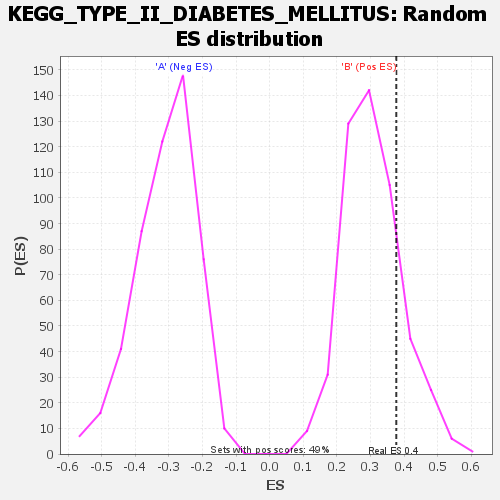 KEGG_TYPE_II_DIABETES_MELLITUS: Random
ES distribution
'A' (Neg ES)
'B' (Pos ES)
150
140
130
120
110
100
90
80
70
60
50
40
30
20
10
0
P(ES)
Sets with pos scores: 49%
Real ES 0.4
-0.6 -0.5 -0.4 -0.3 -0.2 -0.1 0.0 0.1 0.2 0.3 0.4 0.5 0.6
ES